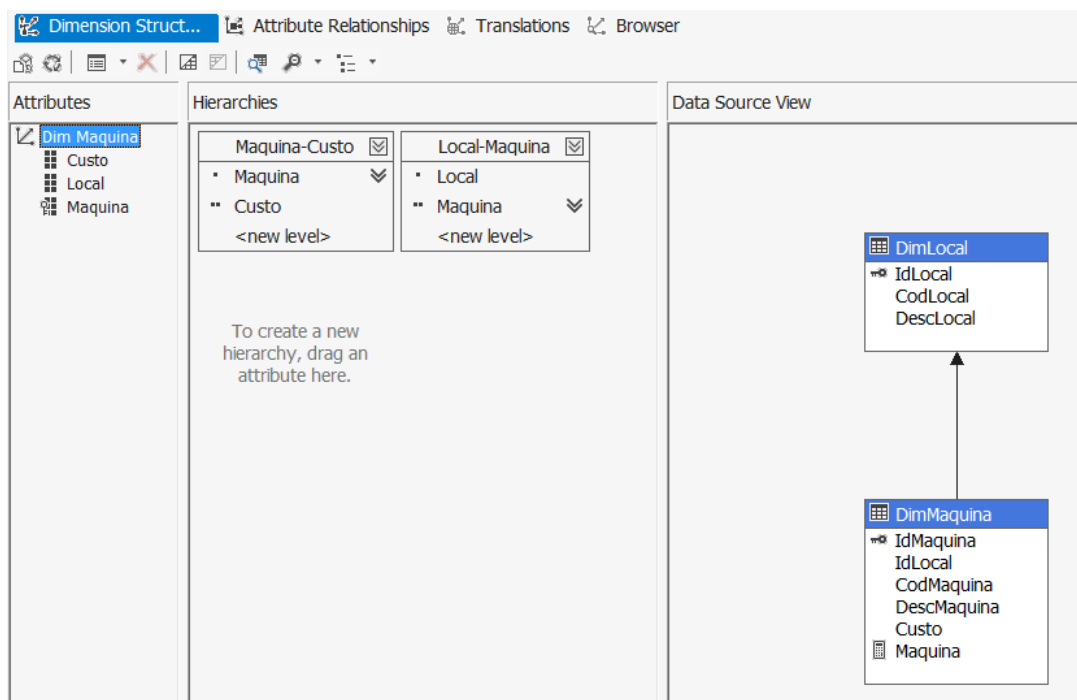 Dimension Struct... Attribute Relationships Translations Browser
Attributes
Dim Maquina
Custo
Local
Maquina
Hierarchies
Maquina-Custo
· Maquina
·· Custo
<new level>
Local-Maquina
· Local
·· Maquina
<new level>
To create a new
hierarchy, drag an
attribute here.
Data Source View
DimLocal
IdLocal
CodLocal
DescLocal
DimMaquina
IdMaquina
IdLocal
CodMaquina
DescMaquina
Custo
Maquina